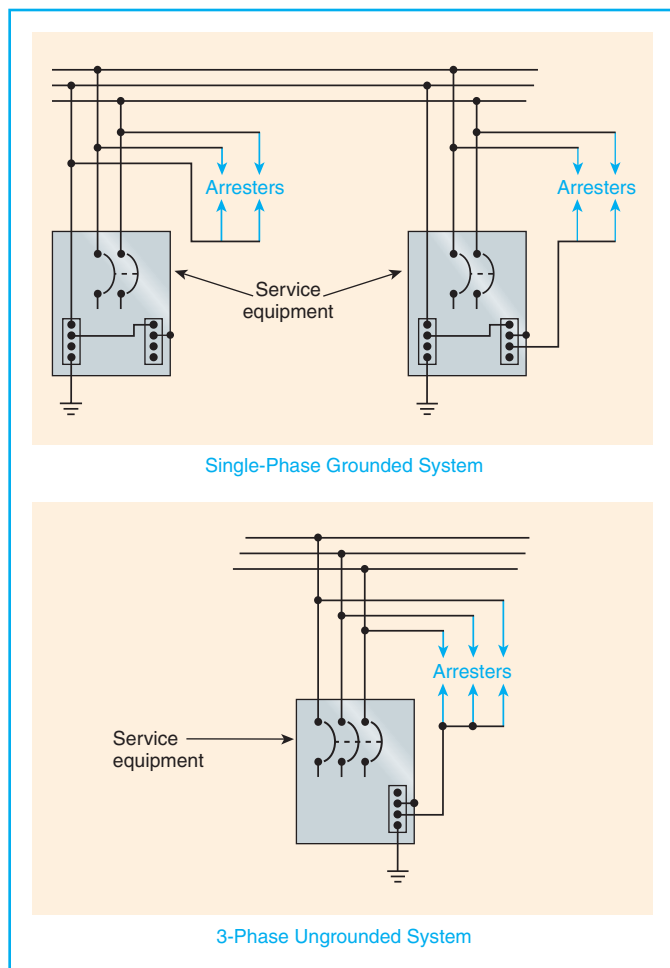 Arresters
Arresters
Service
equipment
Single-Phase Grounded System
Arresters
Service
equipment
3-Phase Ungrounded System